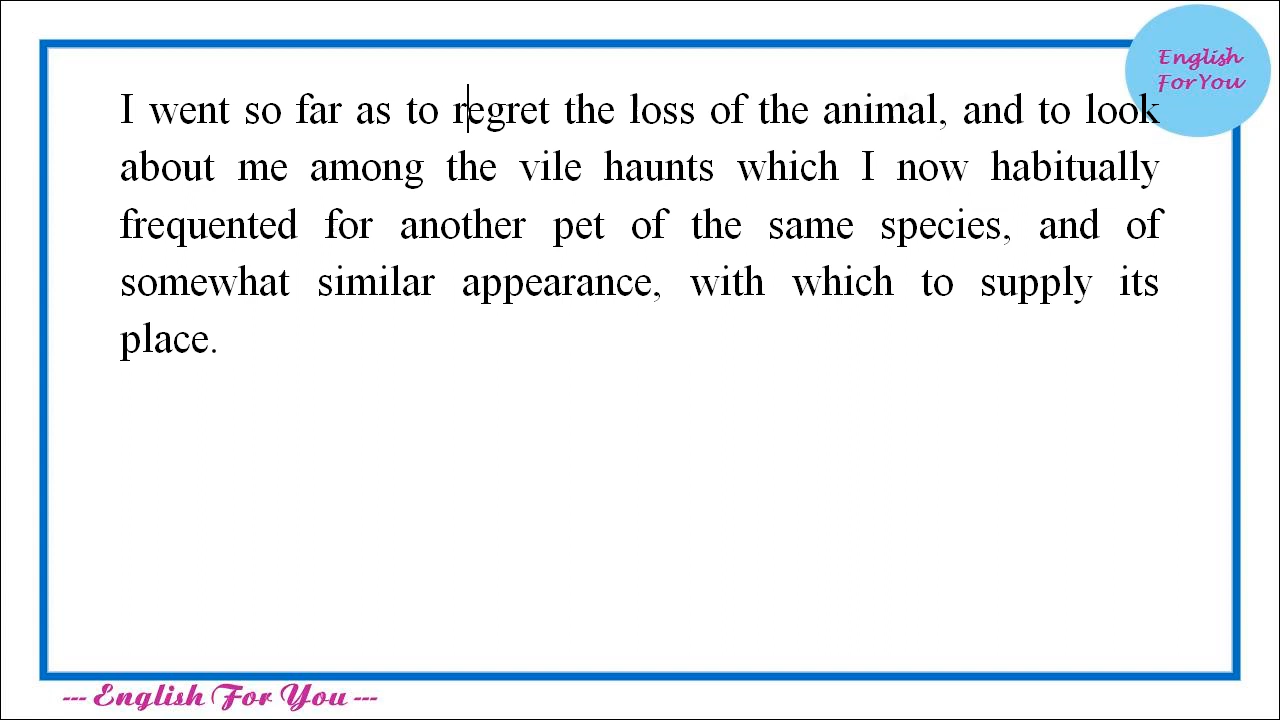 English
ForYou
I went so far as to regret the loss of the animal, and to look
about me among the vile haunts which I now habitually
frequented for another pet of the same species, and of
somewhat similar appearance, with which to supply its
place.
--- English For You ---